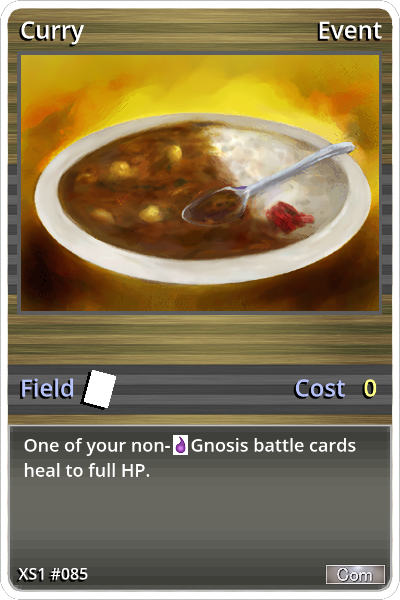 Curry Event
Field Cost 0
One of your non-Gnosis battle cards
heal to full HP.
XS1 #085 Com